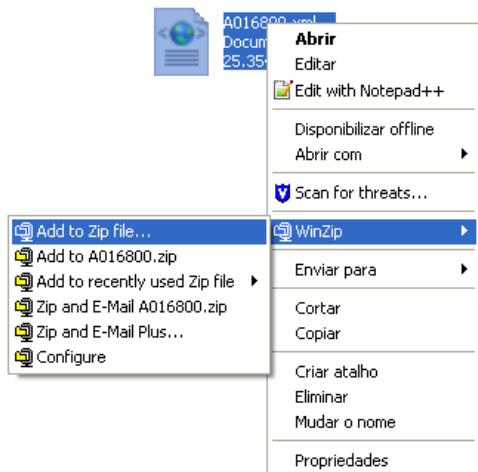 A016800.xml
Docum
25.354
Abrir
Editar
Edit with Notepad++
Disponibilizar offline
Abrir com
Scan for threats...
WinZip
Enviar para
Cortar
Copiar
Criar atalho
Eliminar
Mudar o nome
Propriedades
Add to Zip file...
Add to A016800.zip
Add to recently used Zip file
Zip and E-Mail A016800.zip
Zip and E-Mail Plus...
Configure